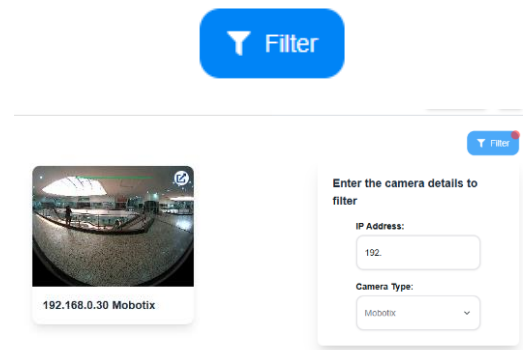 Filter
Filter
Enter the camera details to
filter
IP Address:
192.
Camera Type:
Mobotix
192.168.0.30 Mobotix